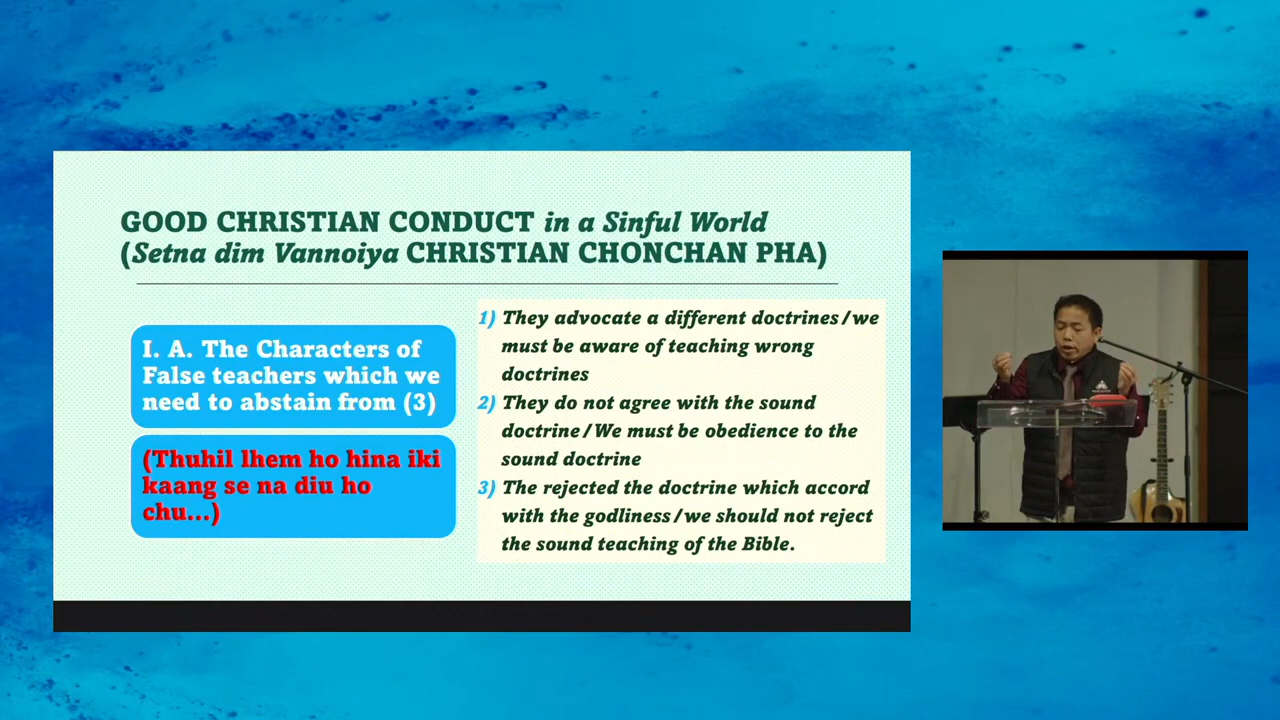 GOOD CHRISTIAN CONDUCT in a Sinful World
(Setna dim Vannoiya CHRISTIAN CHONCHAN PHA)
I. A. The Characters of
False teachers which we
need to abstain from (3)
(Thuhil lhem ho hina iki
kaang se na diu ho
chu...)
1) They advocate a different doctrines/we
must be aware of teaching wrong
doctrines
2) They do not agree with the sound
doctrine/We must be obedience to the
sound doctrine
3) The rejected the doctrine which accord
with the godliness/we should not reject
the sound teaching of the Bible.